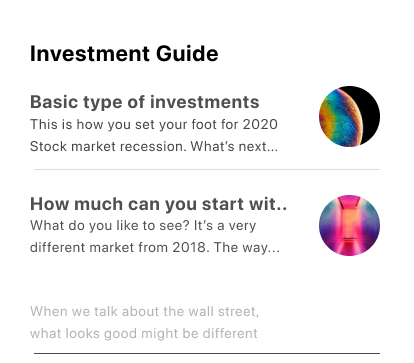 Investment Guide
Basic type of investments
This is how you set your foot for 2020
Stock market recession. What’s next...
How much can you start wit..
What do you like to see? It’s a very
different market from 2018. The way...
When we talk about the wall street,
what looks good might be different